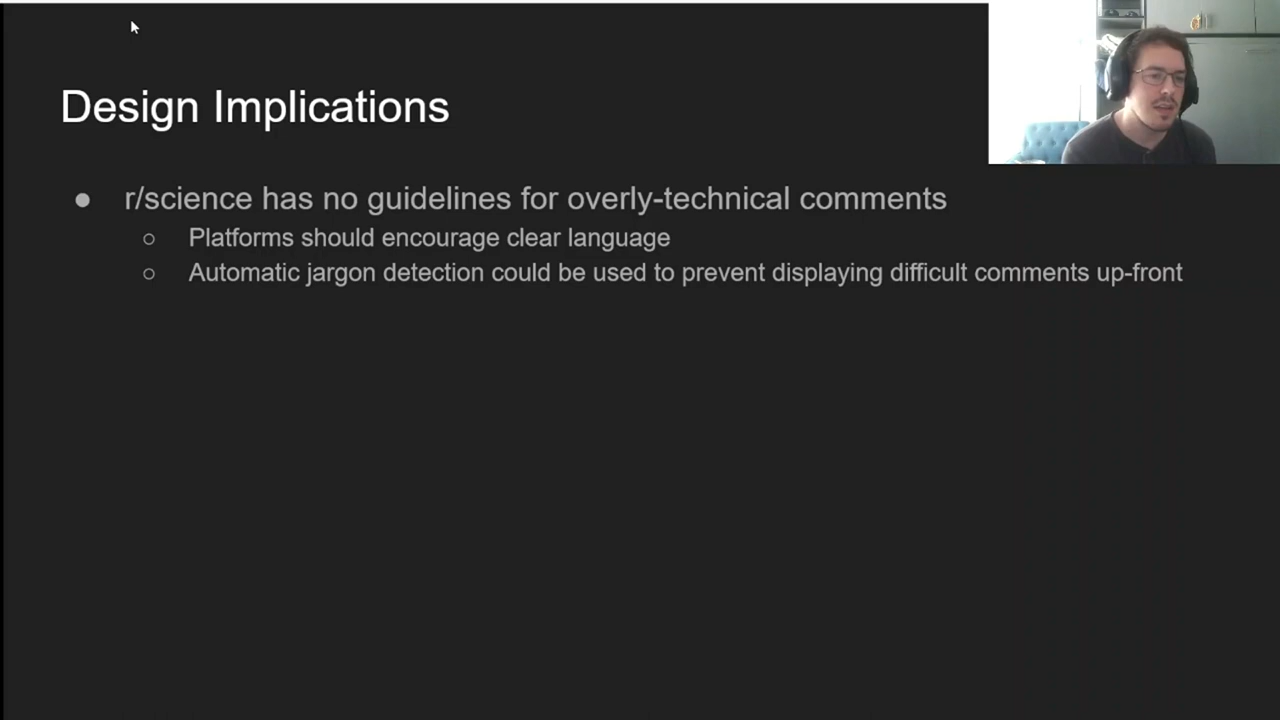 Design Implications
● r/science has no guidelines for overly-technical comments
○ Platforms should encourage clear language
○ Automatic jargon detection could be used to prevent displaying difficult comments up-front